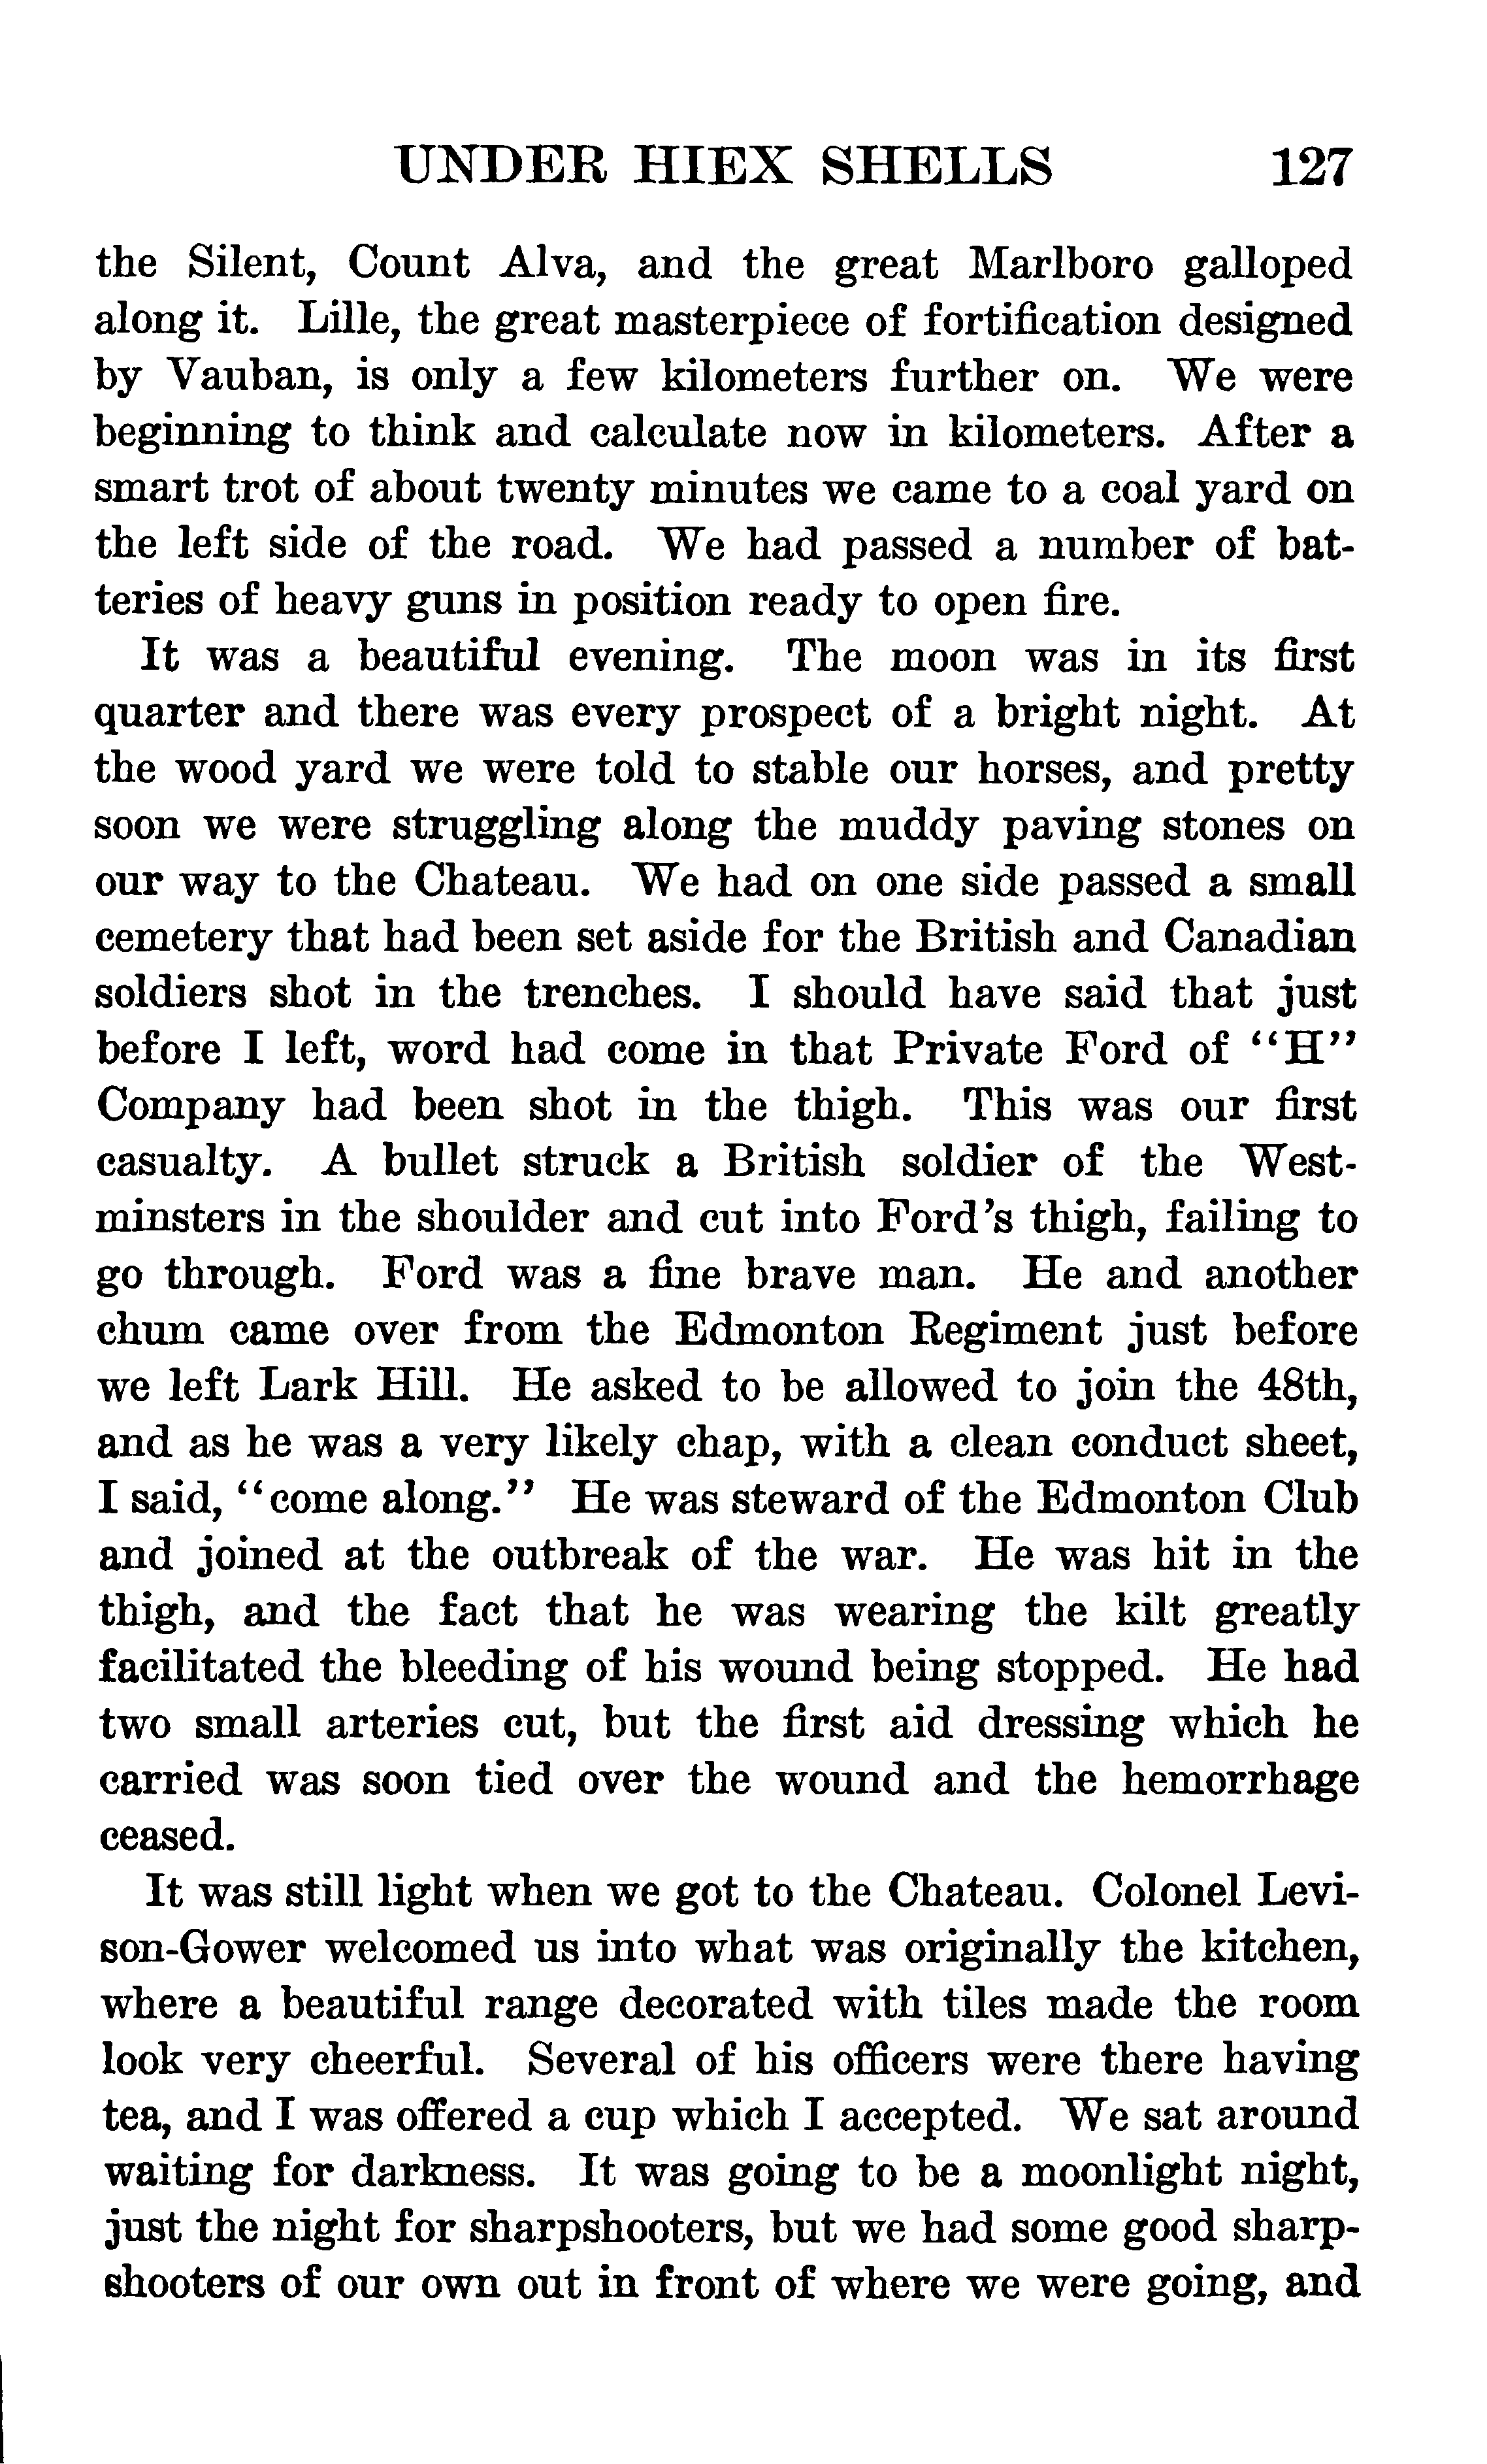 UNDER HIEX SHELLS 127
the Silent, Count Alva, and the great Marlboro galloped
along it. Lille, the great masterpiece of fortification designed
by Vauban, is only a few kilometers further on. We were
beginning to think and calculate now in kilometers. After a
smart trot of about twenty minutes we came to a coal yard on
the left side of the road. We had passed a number of bat-
teries of heavy guns in position ready to open fire.
It was a beautiful evening. The moon was in its first
quarter and there was every prospect of a bright night. At
the wood yard we were told to stable our horses, and pretty
soon we were struggling along the muddy paving stones on
our way to the Chateau. We had on one side passed a small
cemetery that had been set aside for the British and Canadian
soldiers shot in the trenches. I should have said that just
before I left, word had come in that Private Ford of "H"
Company had been shot in the thigh. This was our first
casualty. A bullet struck a British soldier of the West-
minsters in the shoulder and cut into Ford's thigh, failing to
go through. Ford was a fine brave man. He and another
chum came over from the Edmonton Regiment just before
we left Lark Hill. He asked to be allowed to join the 48th,
and as he was a very likely chap, with a clean conduct sheet,
I said, "come along." He was steward of the Edmonton Club
and joined at the outbreak of the war. He was hit in the
thigh, and the fact that he was wearing the kilt greatly
facilitated the bleeding of his wound being stopped. He had
two small arteries cut, but the first aid dressing which he
carried was soon tied over the wound and the hemorrhage
ceased.
It was still light when we got to the Chateau. Colonel Levi-
son-Gower welcomed us into what was originally the kitchen,
where a beautiful range decorated with tiles made the room
look very cheerful. Several of his officers were there having
tea, and I was offered a cup which I accepted. We sat around
waiting for darkness. It was going to be a moonlight night,
just the night for sharpshooters, but we had some good sharp-
shooters of our own out in front of where we were going, and